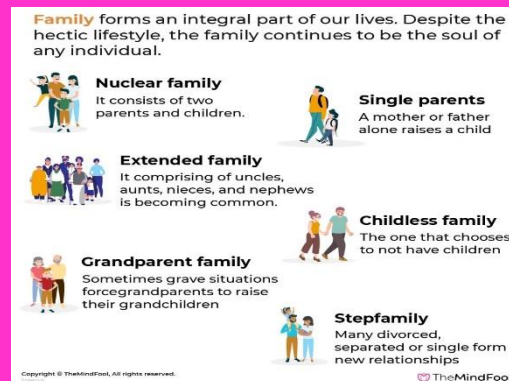 Family forms an integral part of our lives. Despite the
hectic lifestyle, the family continues to be the soul of
any individual.
Nuclear family
It consists of two
parents and children.
Single parents
A mother or father
alone raises a child
Extended family
It comprising of uncles,
aunts, nieces, and nephews
is becoming common.
Childless family
The one that chooses
to not have children
Grandparent family
Sometimes grave situations
forcegrandparents to raise
their grandchildren
Stepfamily
Many divorced,
separated or single form
new relationships
Copyright © TheMindFool, All rights reserved.
TheMindFool